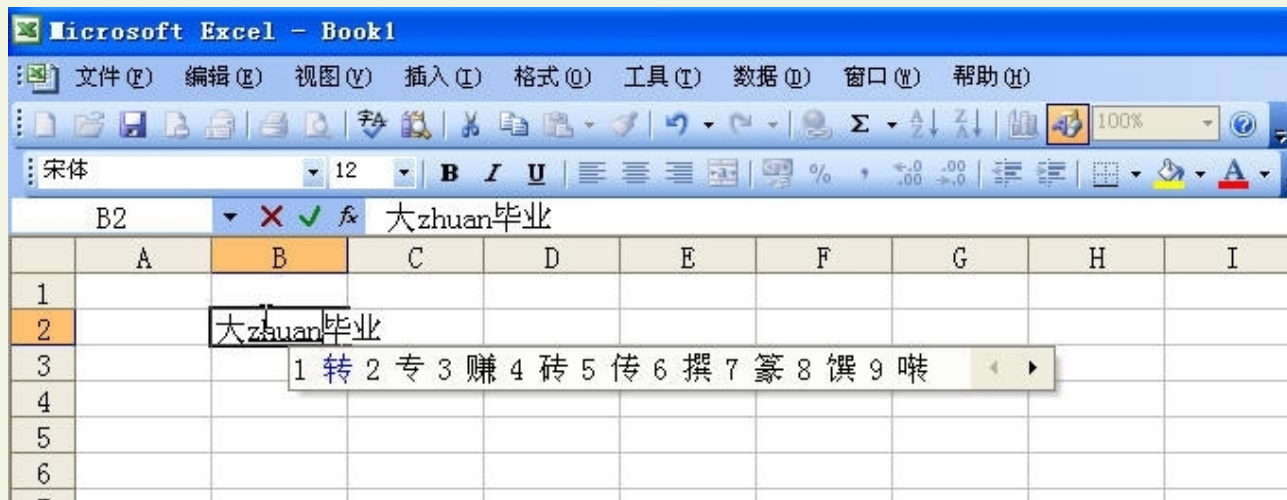 Microsoft Excel - Book1
文件(F) 编辑(E) 视图(V) 插入(I) 格式(O) 工具(T) 数据(D) 窗口(W) 帮助(H)
100%
宋体 12 B I U
B2 fx 大zhuan毕业
A B C D E F G H I
1
2 大zhuan毕业
3 1 转 2 专 3 赚 4 砖 5 传 6 撰 7 篆 8 馔 9 啭
4
5
6